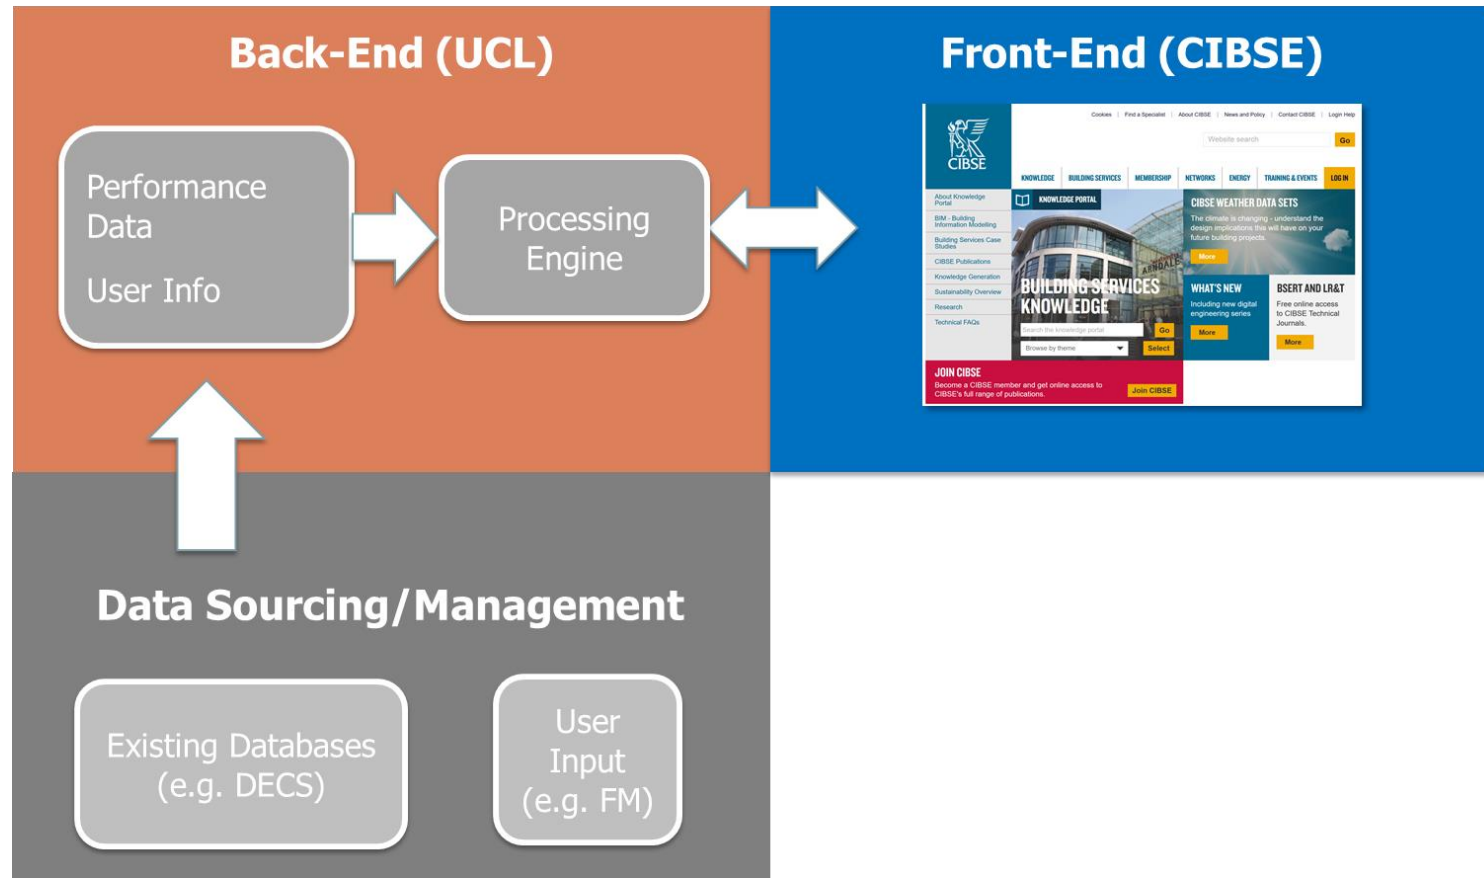 Back-End (UCL)
Performance
Data
User Info
Processing
Engine
Front-End (CIBSE)
CIBSE
Cookies | Find a Specialist | About CIBSE | News and Policy | Contact CIBSE | Login Help
Website search
Go
KNOWLEDGE
BUILDING SERVICES
MEMBERSHIP
NETWORKS
ENERGY
TRAINING & EVENTS
LOG IN
About Knowledge
Portal
BIM - Building
Information Modelling
Building Services Case
Studies
CIBSE Publications
Knowledge Generation
Sustainability Overview
Research
Technical FAQs
KNOWLEDGE PORTAL
ARNDALE
BUILDING SERVICES
KNOWLEDGE
Search the knowledge portal
Go
Browse by theme
Select
CIBSE WEATHER DATA SETS
The climate is changing - understand the
design implications this will have on your
future building projects.
More
WHAT'S NEW
Including new digital
engineering series
More
BSERT AND LR&T
Free online access
to CIBSE Technical
Journals.
More
JOIN CIBSE
Become a CIBSE member and get online access to
CIBSE's full range of publications.
Join CIBSE
Data Sourcing/Management
Existing Databases
(e.g. DECS)
User
Input
(e.g. FM)